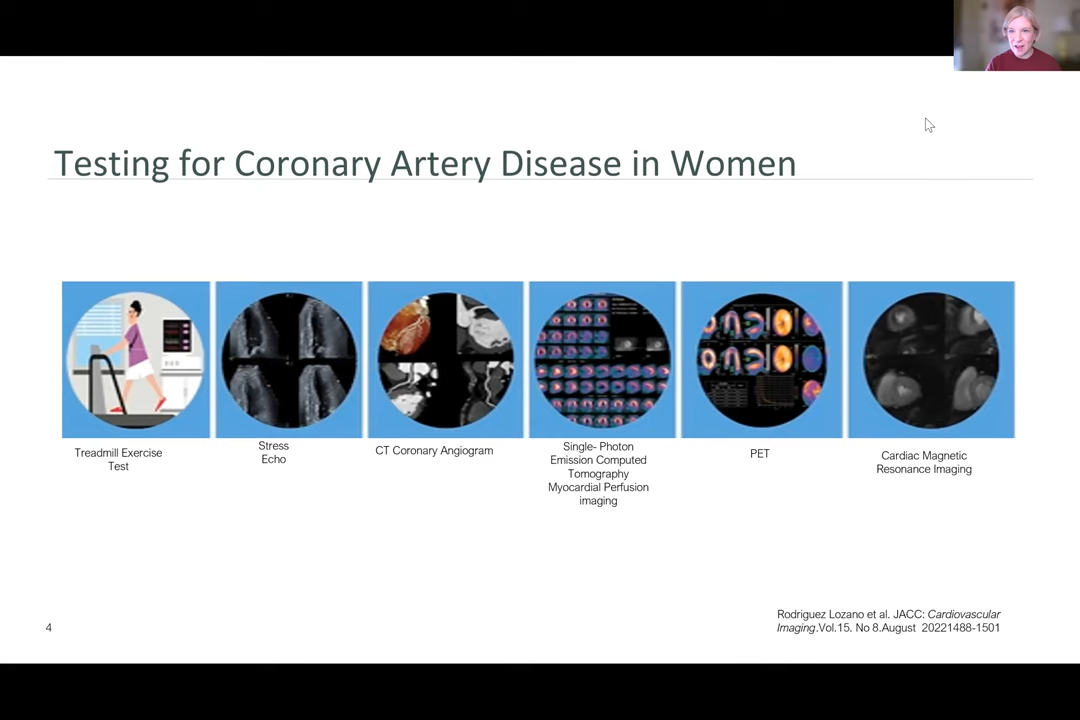 Testing for Coronary Artery Disease in Women
Treadmill Exercise
Test
Stress
Echo
CT Coronary Angiogram
Single- Photon
Emission Computed
Tomography
Myocardial Perfusion
imaging
PET
Cardiac Magnetic
Resonance Imaging
4
Rodriguez Lozano et al. JACC: Cardiovascular
Imaging.Vol.15. No 8.August 20221488-1501